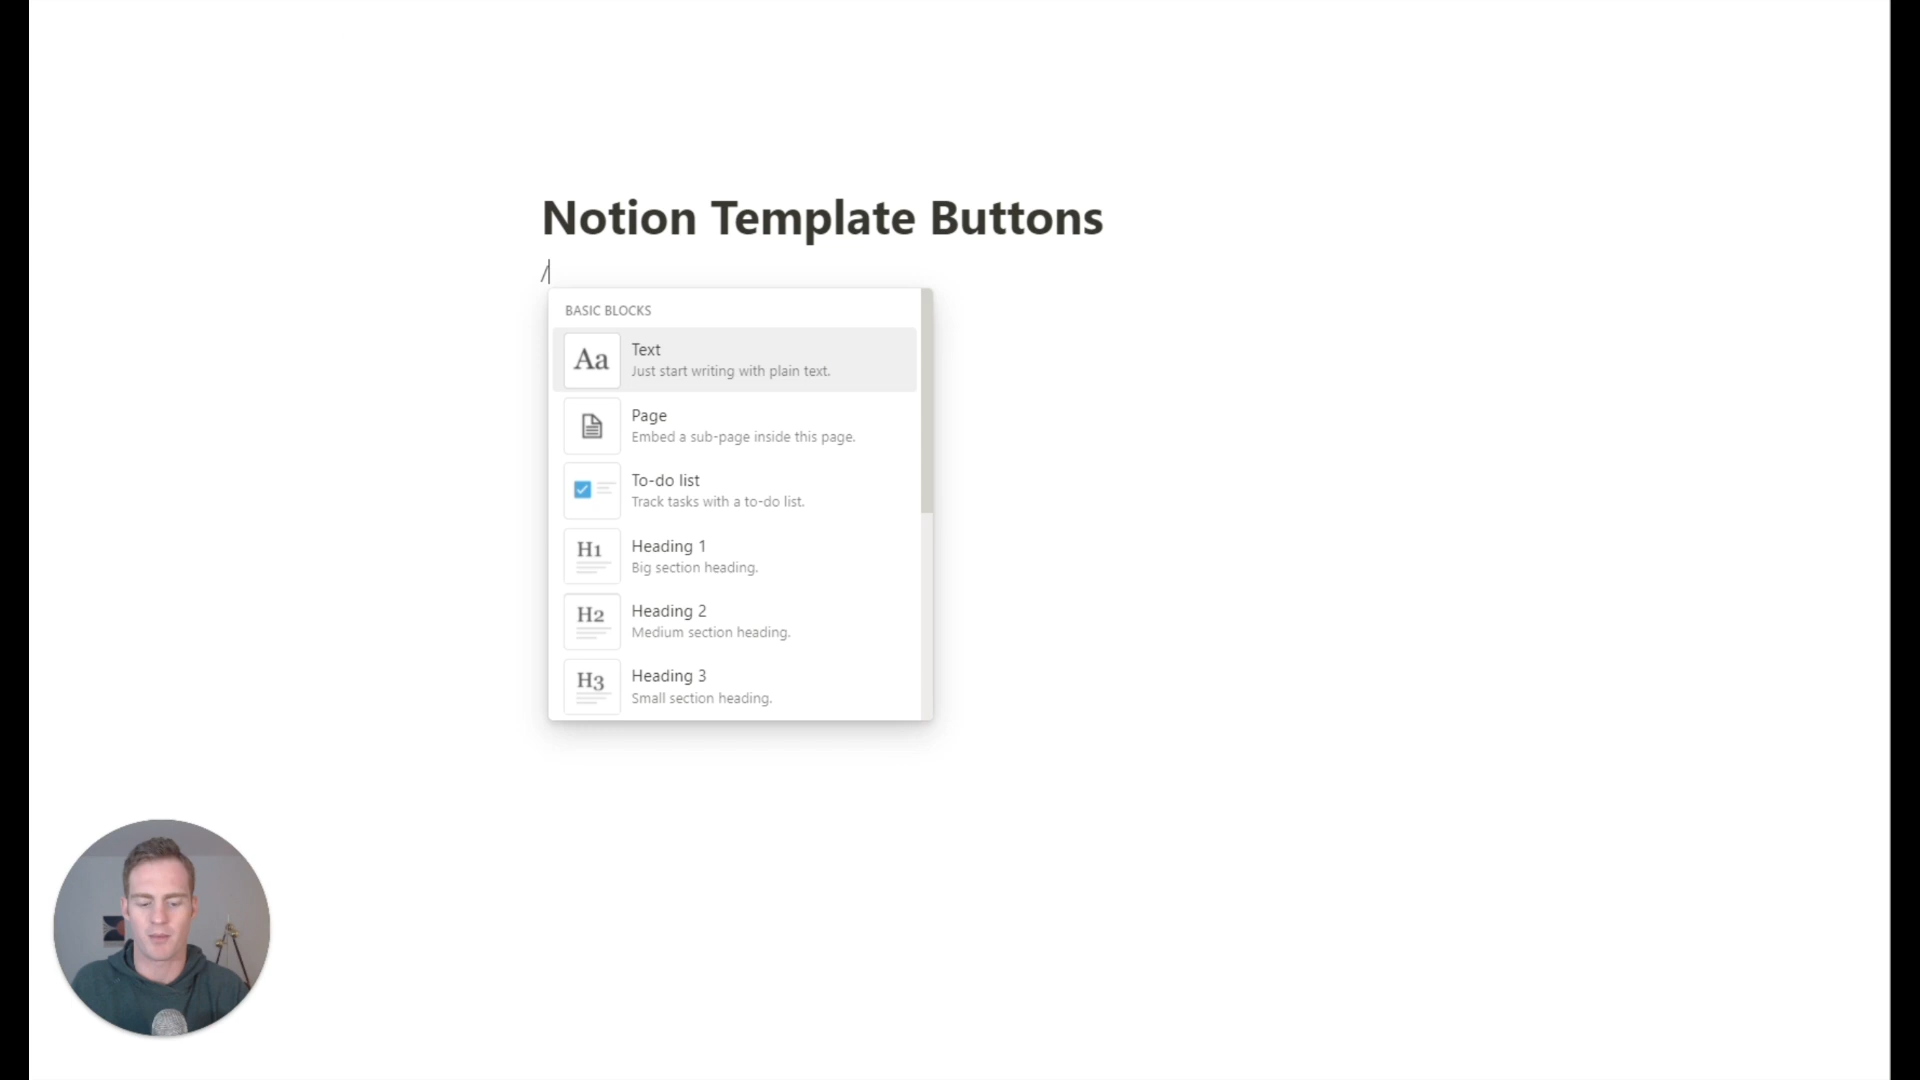 Notion Template Buttons
/
BASIC BLOCKS
Aa
Text
Just start writing with plain text.
Page
Embed a sub-page inside this page.
To-do list
Track tasks with a to-do list.
H1
Heading 1
Big section heading.
H2
Heading 2
Medium section heading.
H3
Heading 3
Small section heading.